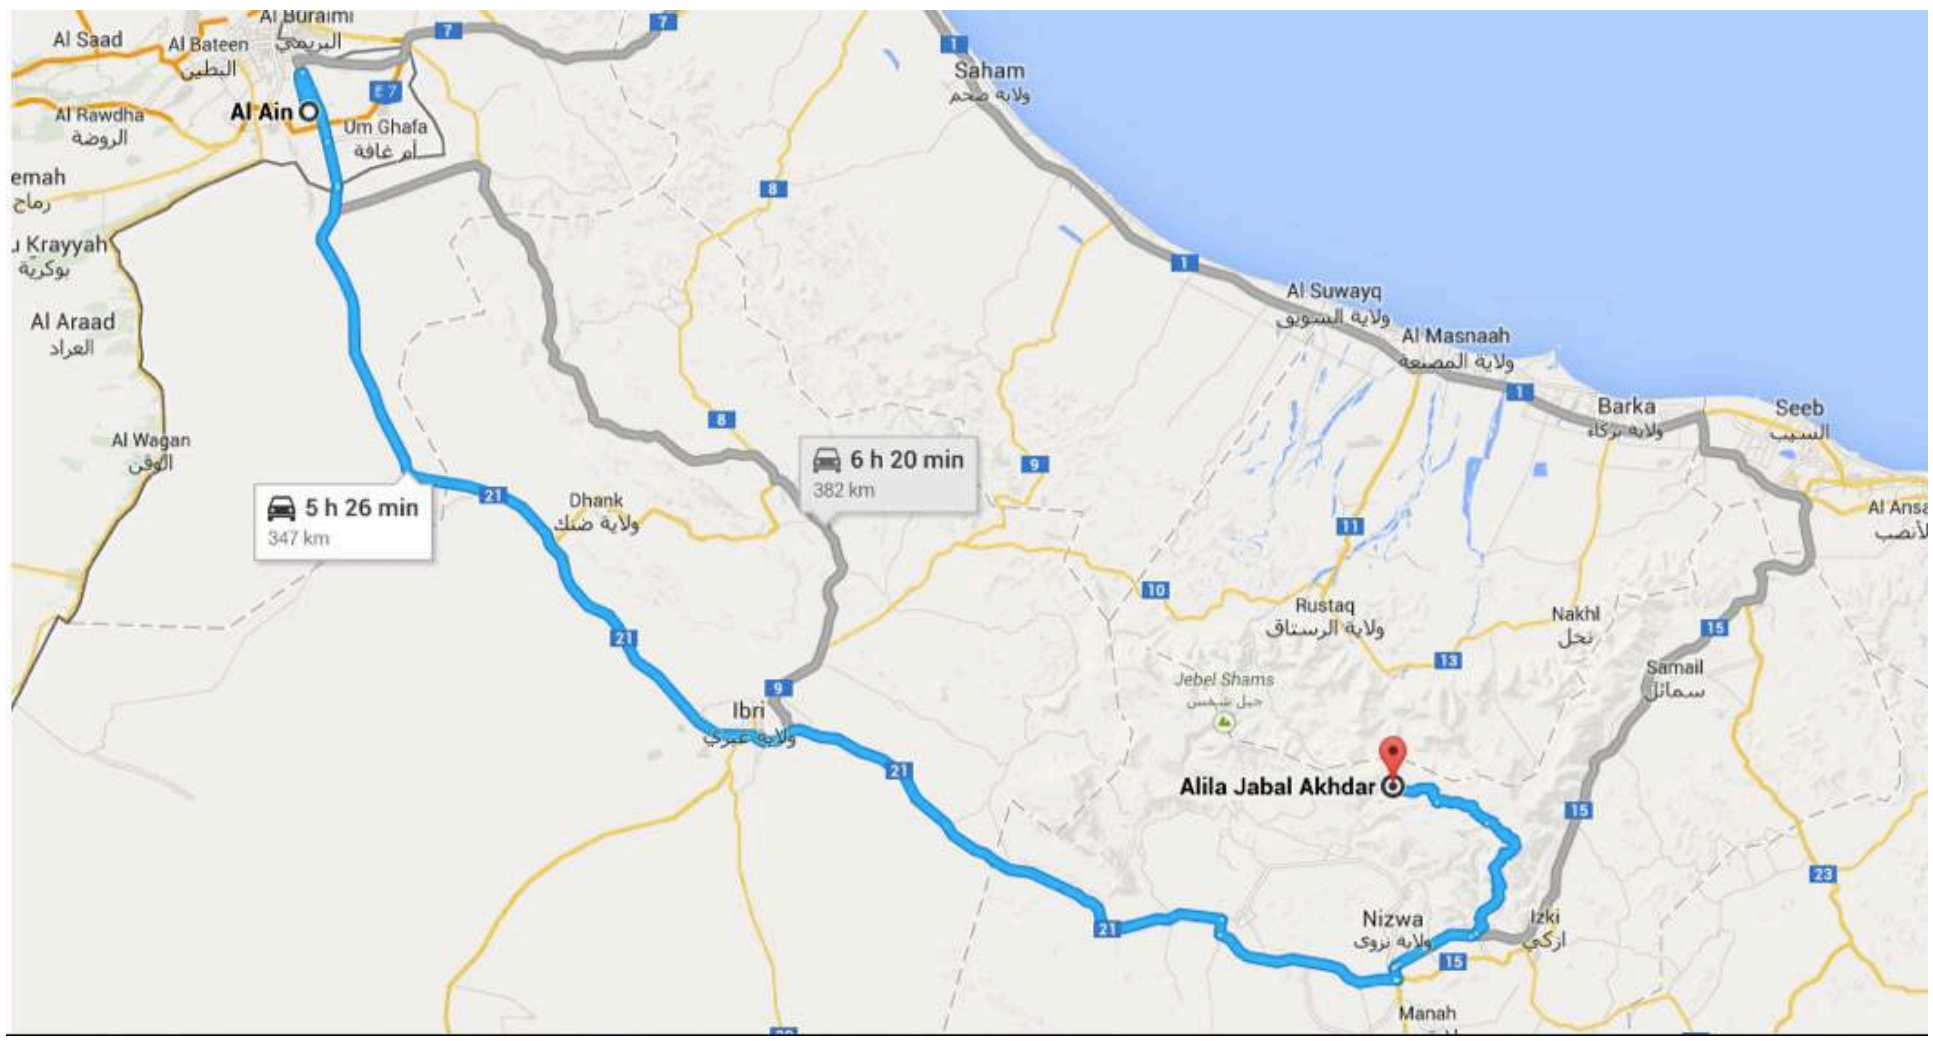 Al Buraimi
البريمي
7
7
Al Saad
Al Bateen
البطين
1
Saham
ولاية صحم
E 7
Al Ain
Al Rawdha
الروضة
Um Ghafa
أم غافة
emah
رماح
8
u Krayyah
بوكرية
1
Al Suwayq
ولاية السويق
Al Araad
العراد
Al Masnaah
ولاية المصنعة
1
Barka
ولاية بركاء
Seeb
السيب
8
Al Wagan
الوقن
6 h 20 min
382 km
9
21
5 h 26 min
347 km
Dhank
ولاية ضنك
Al Ansa
لأنصب
11
10
Rustaq
ولاية الرستاق
Nakhl
نخل
15
21
13
Samail
سمائل
Jebel Shams
جبل شمس
9
Ibri
ولاية عبري
21
Alila Jabal Akhdar
15
23
Nizwa
ولاية نزوى
Izki
ازكي
21
15
Manah